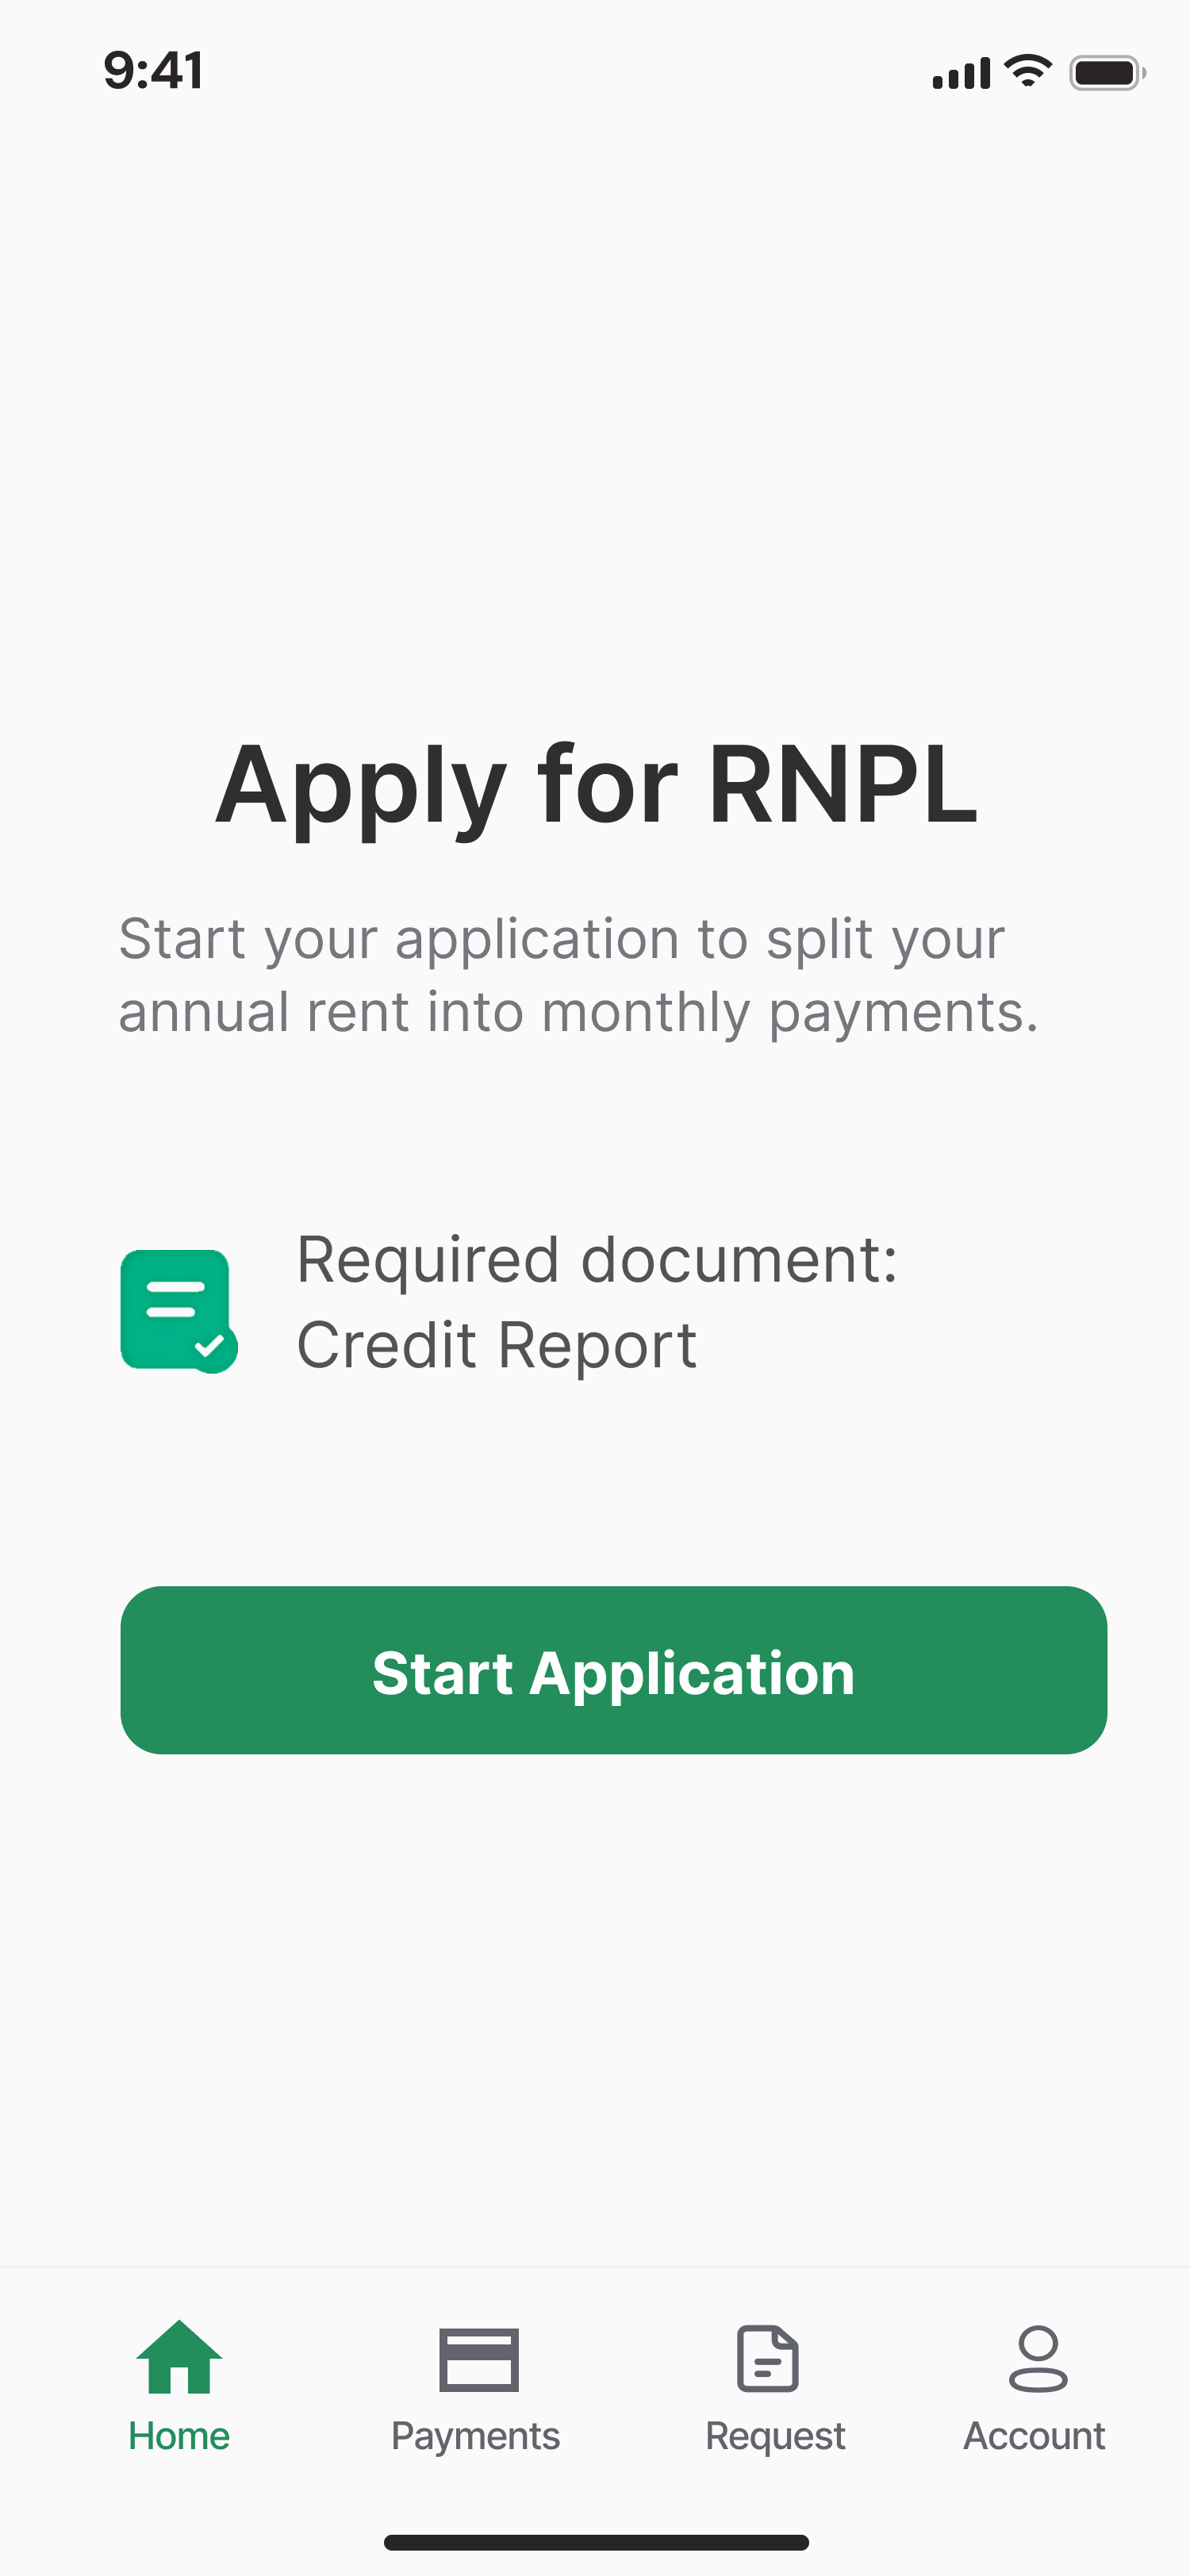 9:41
Apply for RNPL
Start your application to split your
annual rent into monthly payments.
Required document:
Credit Report
Start Application
Home
Payments
Request
Account